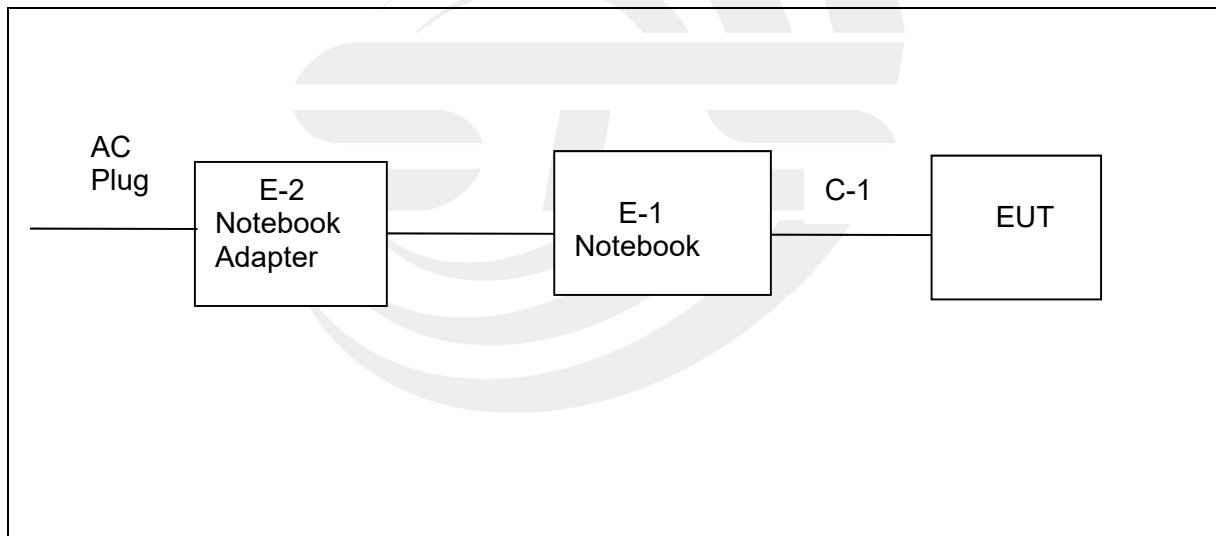 AC
Plug
E-2
Notebook
Adapter
E-1
Notebook
C-1
EUT